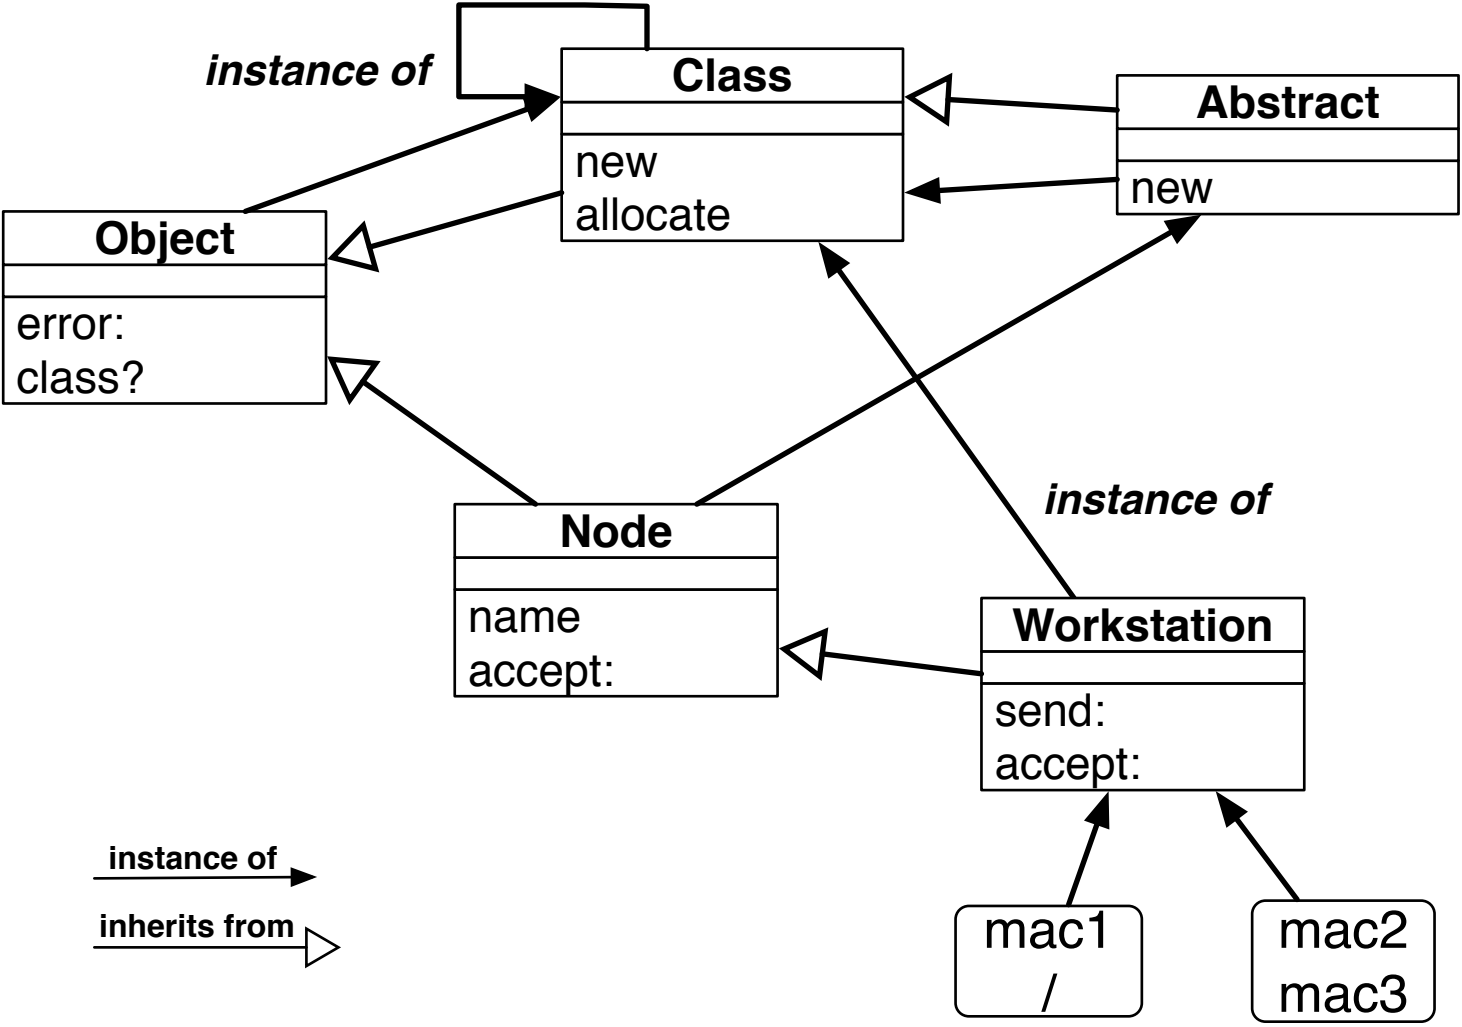 instance of
Class
new
allocate
Abstract
new
Object
error:
class?
Node
name
accept:
instance of
Workstation
send:
accept:
instance of
inherits from
mac1
/
mac2
mac3